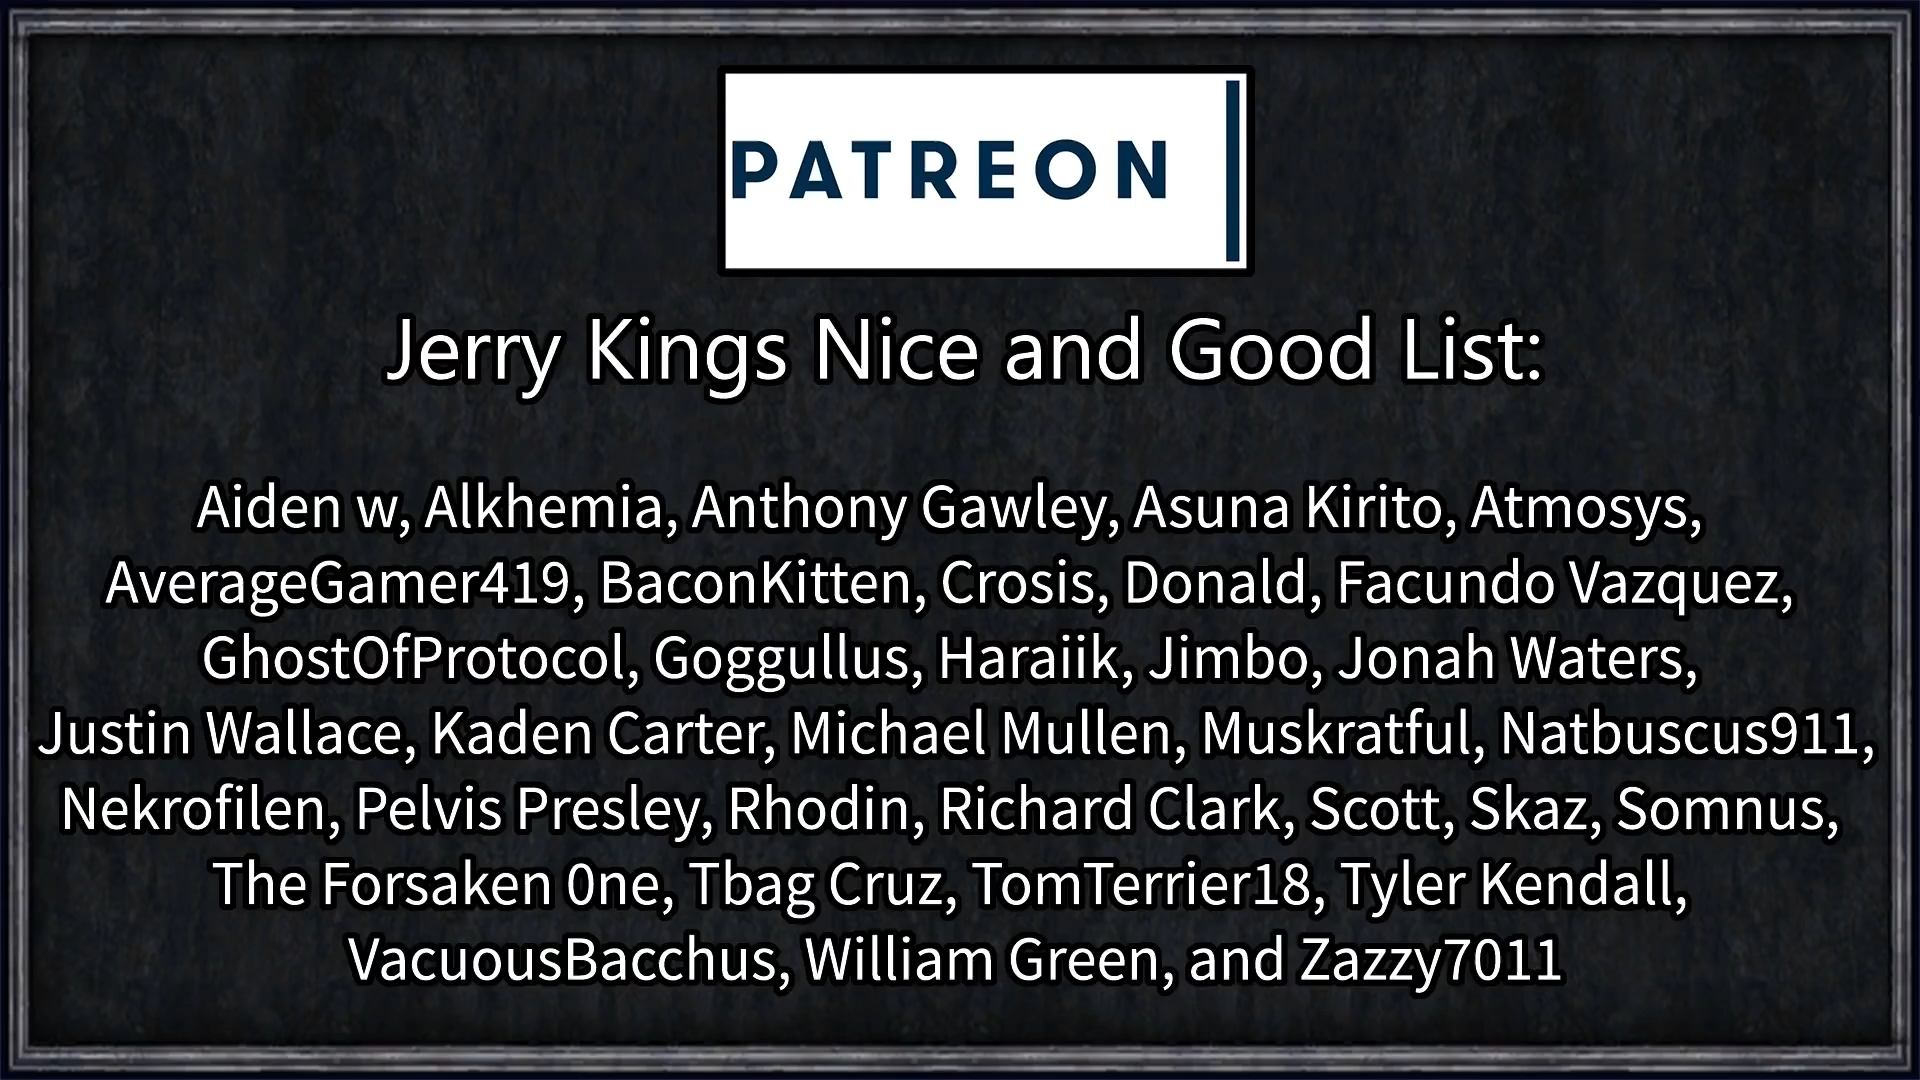 PATREON
Jerry Kings Nice and Good List:
Aiden w, Alkhemia, Anthony Gawley, Asuna Kirito, Atmosys,
AverageGamer419, BaconKitten, Crosis, Donald, Facundo Vazquez,
GhostOfProtocol, Goggullus, Haraiik, Jimbo, Jonah Waters,
Justin Wallace, Kaden Carter, Michael Mullen, Muskratful, Natbuscus911,
Nekrofilen, Pelvis Presley, Rhodin, Richard Clark, Scott, Skaz, Somnus,
The Forsaken 0ne, Tbag Cruz, TomTerrier18, Tyler Kendall,
VacuousBacchus, William Green, and Zazzy7011